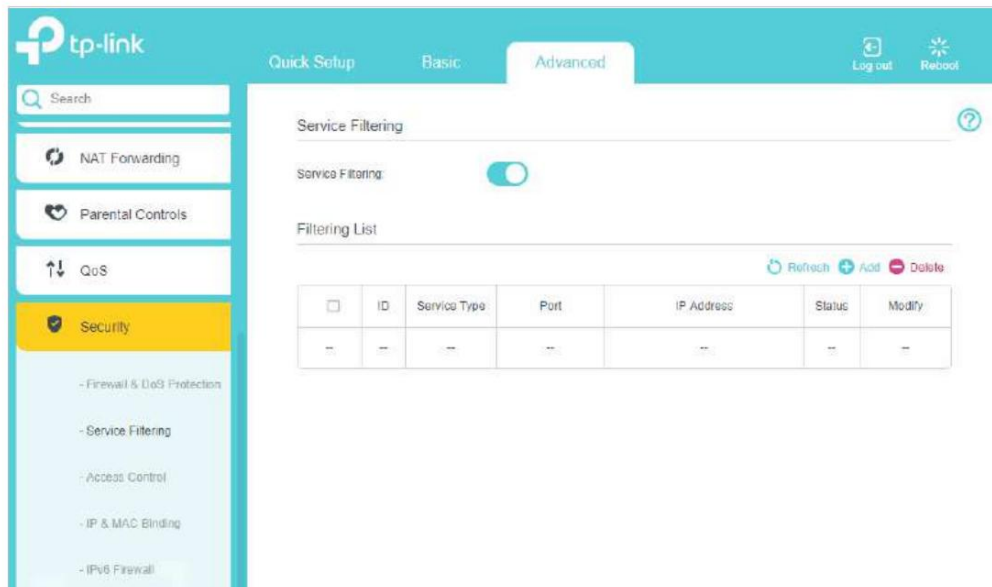 tp-link
Quick Setup
Basic
Advanced
Log out
Reboot
Search
NAT Forwarding
Parental Controls
QoS
Security
- Firewall & DoS Protection
- Service Filtering
- Access Control
- IP & MAC Binding
- IPv6 Firewall
Service Filtering
Service Filtering:
Filtering List
Refresh Add Delete
ID Service Type Port IP Address Status Modify
-- -- -- -- -- -- --